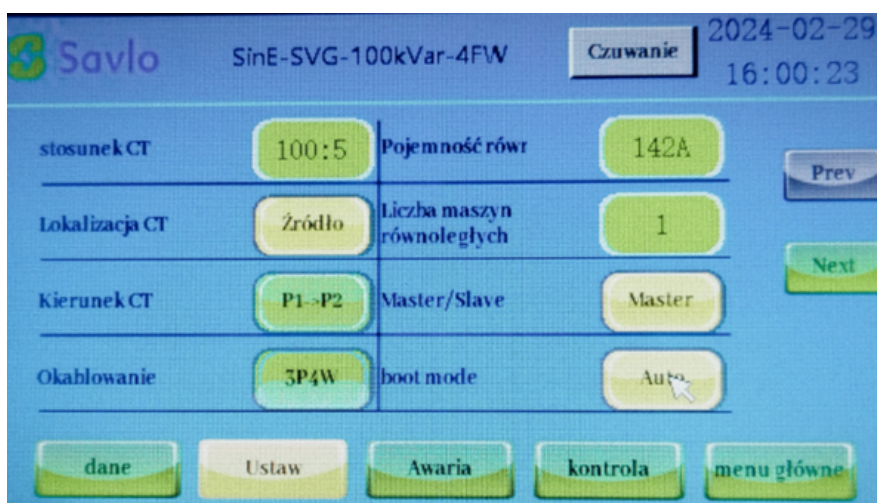 Savlo
SinE-SVG-100kVar-4FW
Czuwanie
2024-02-29
16:00:23
stosunek CT
100:5
Pojemność równ
142A
Prev
Lokalizacja CT
Źródło
Liczba maszyn
równoległych
1
Next
Kierunek CT
P1->P2
Master/Slave
Master
Okablowanie
3P4W
boot mode
Auto
dane
Ustaw
Awaria
kontrola
menu główne